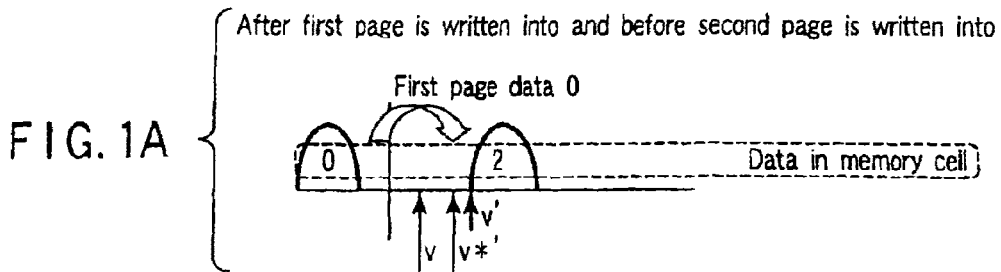 After first page is written into and before second page is written into
First page data 0
FIG. 1A
0
2
Data in memory cell
v
v*'
v'